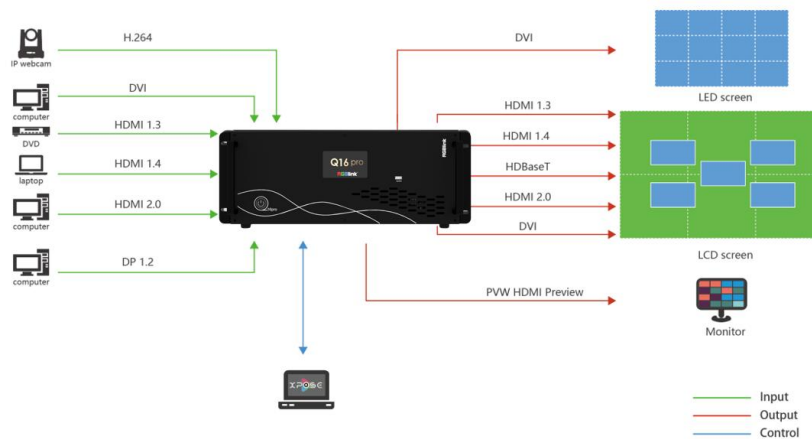 H.264
IP webcam
DVI
computer
HDMI 1.3
DVD
HDMI 1.4
laptop
HDMI 2.0
computer
DP 1.2
computer
Q16 pro
RGBlink
RGBlink
XPOSE
DVI
LED screen
HDMI 1.3
HDMI 1.4
HDBaseT
HDMI 2.0
DVI
LCD screen
PVW HDMI Preview
Monitor
Input
Output
Control